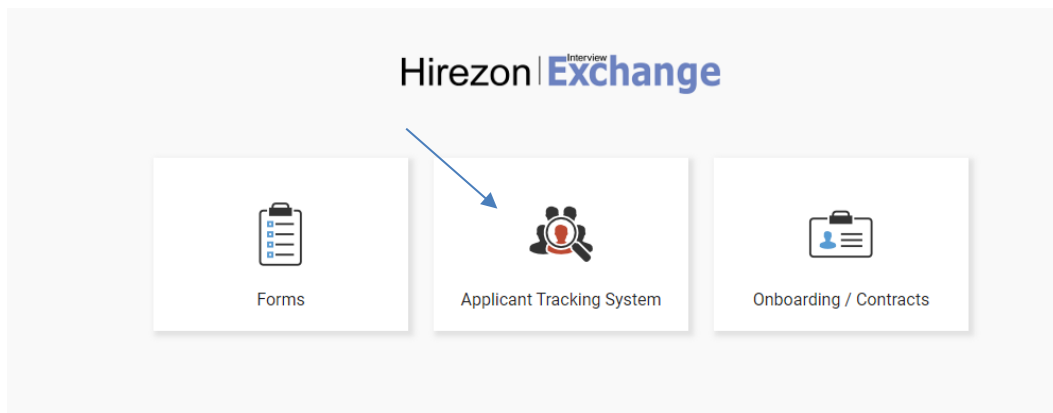 Hirezon Interview Exchange
Forms
Applicant Tracking System
Onboarding / Contracts